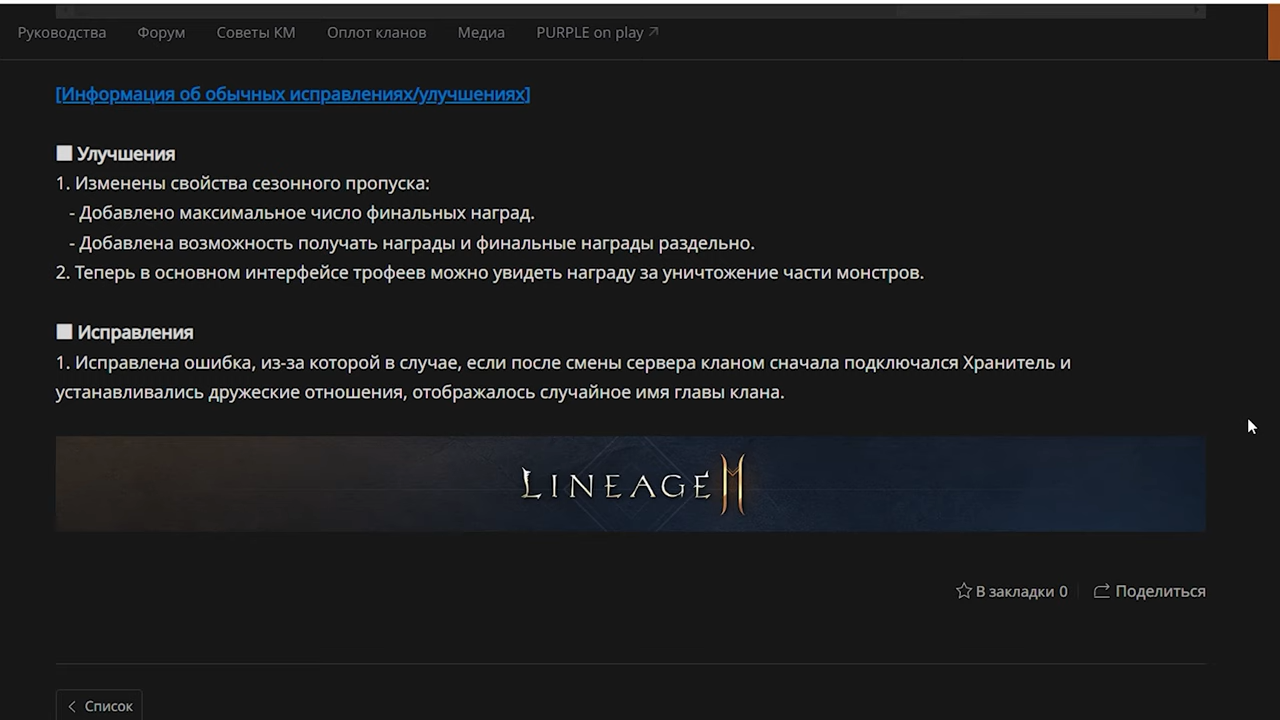 Руководства Форум Советы КМ Оплот кланов Медиа PURPLE on play
[Информация об обычных исправлениях/улучшениях]
Улучшения
1. Изменены свойства сезонного пропуска:
- Добавлено максимальное число финальных наград.
- Добавлена возможность получать награды и финальные награды раздельно.
2. Теперь в основном интерфейсе трофеев можно увидеть награду за уничтожение части монстров.
Исправления
1. Исправлена ошибка, из-за которой в случае, если после смены сервера кланом сначала подключался Хранитель и
устанавливались дружеские отношения, отображалось случайное имя главы клана.
LINEAGE M
В закладки 0 Поделиться
Список